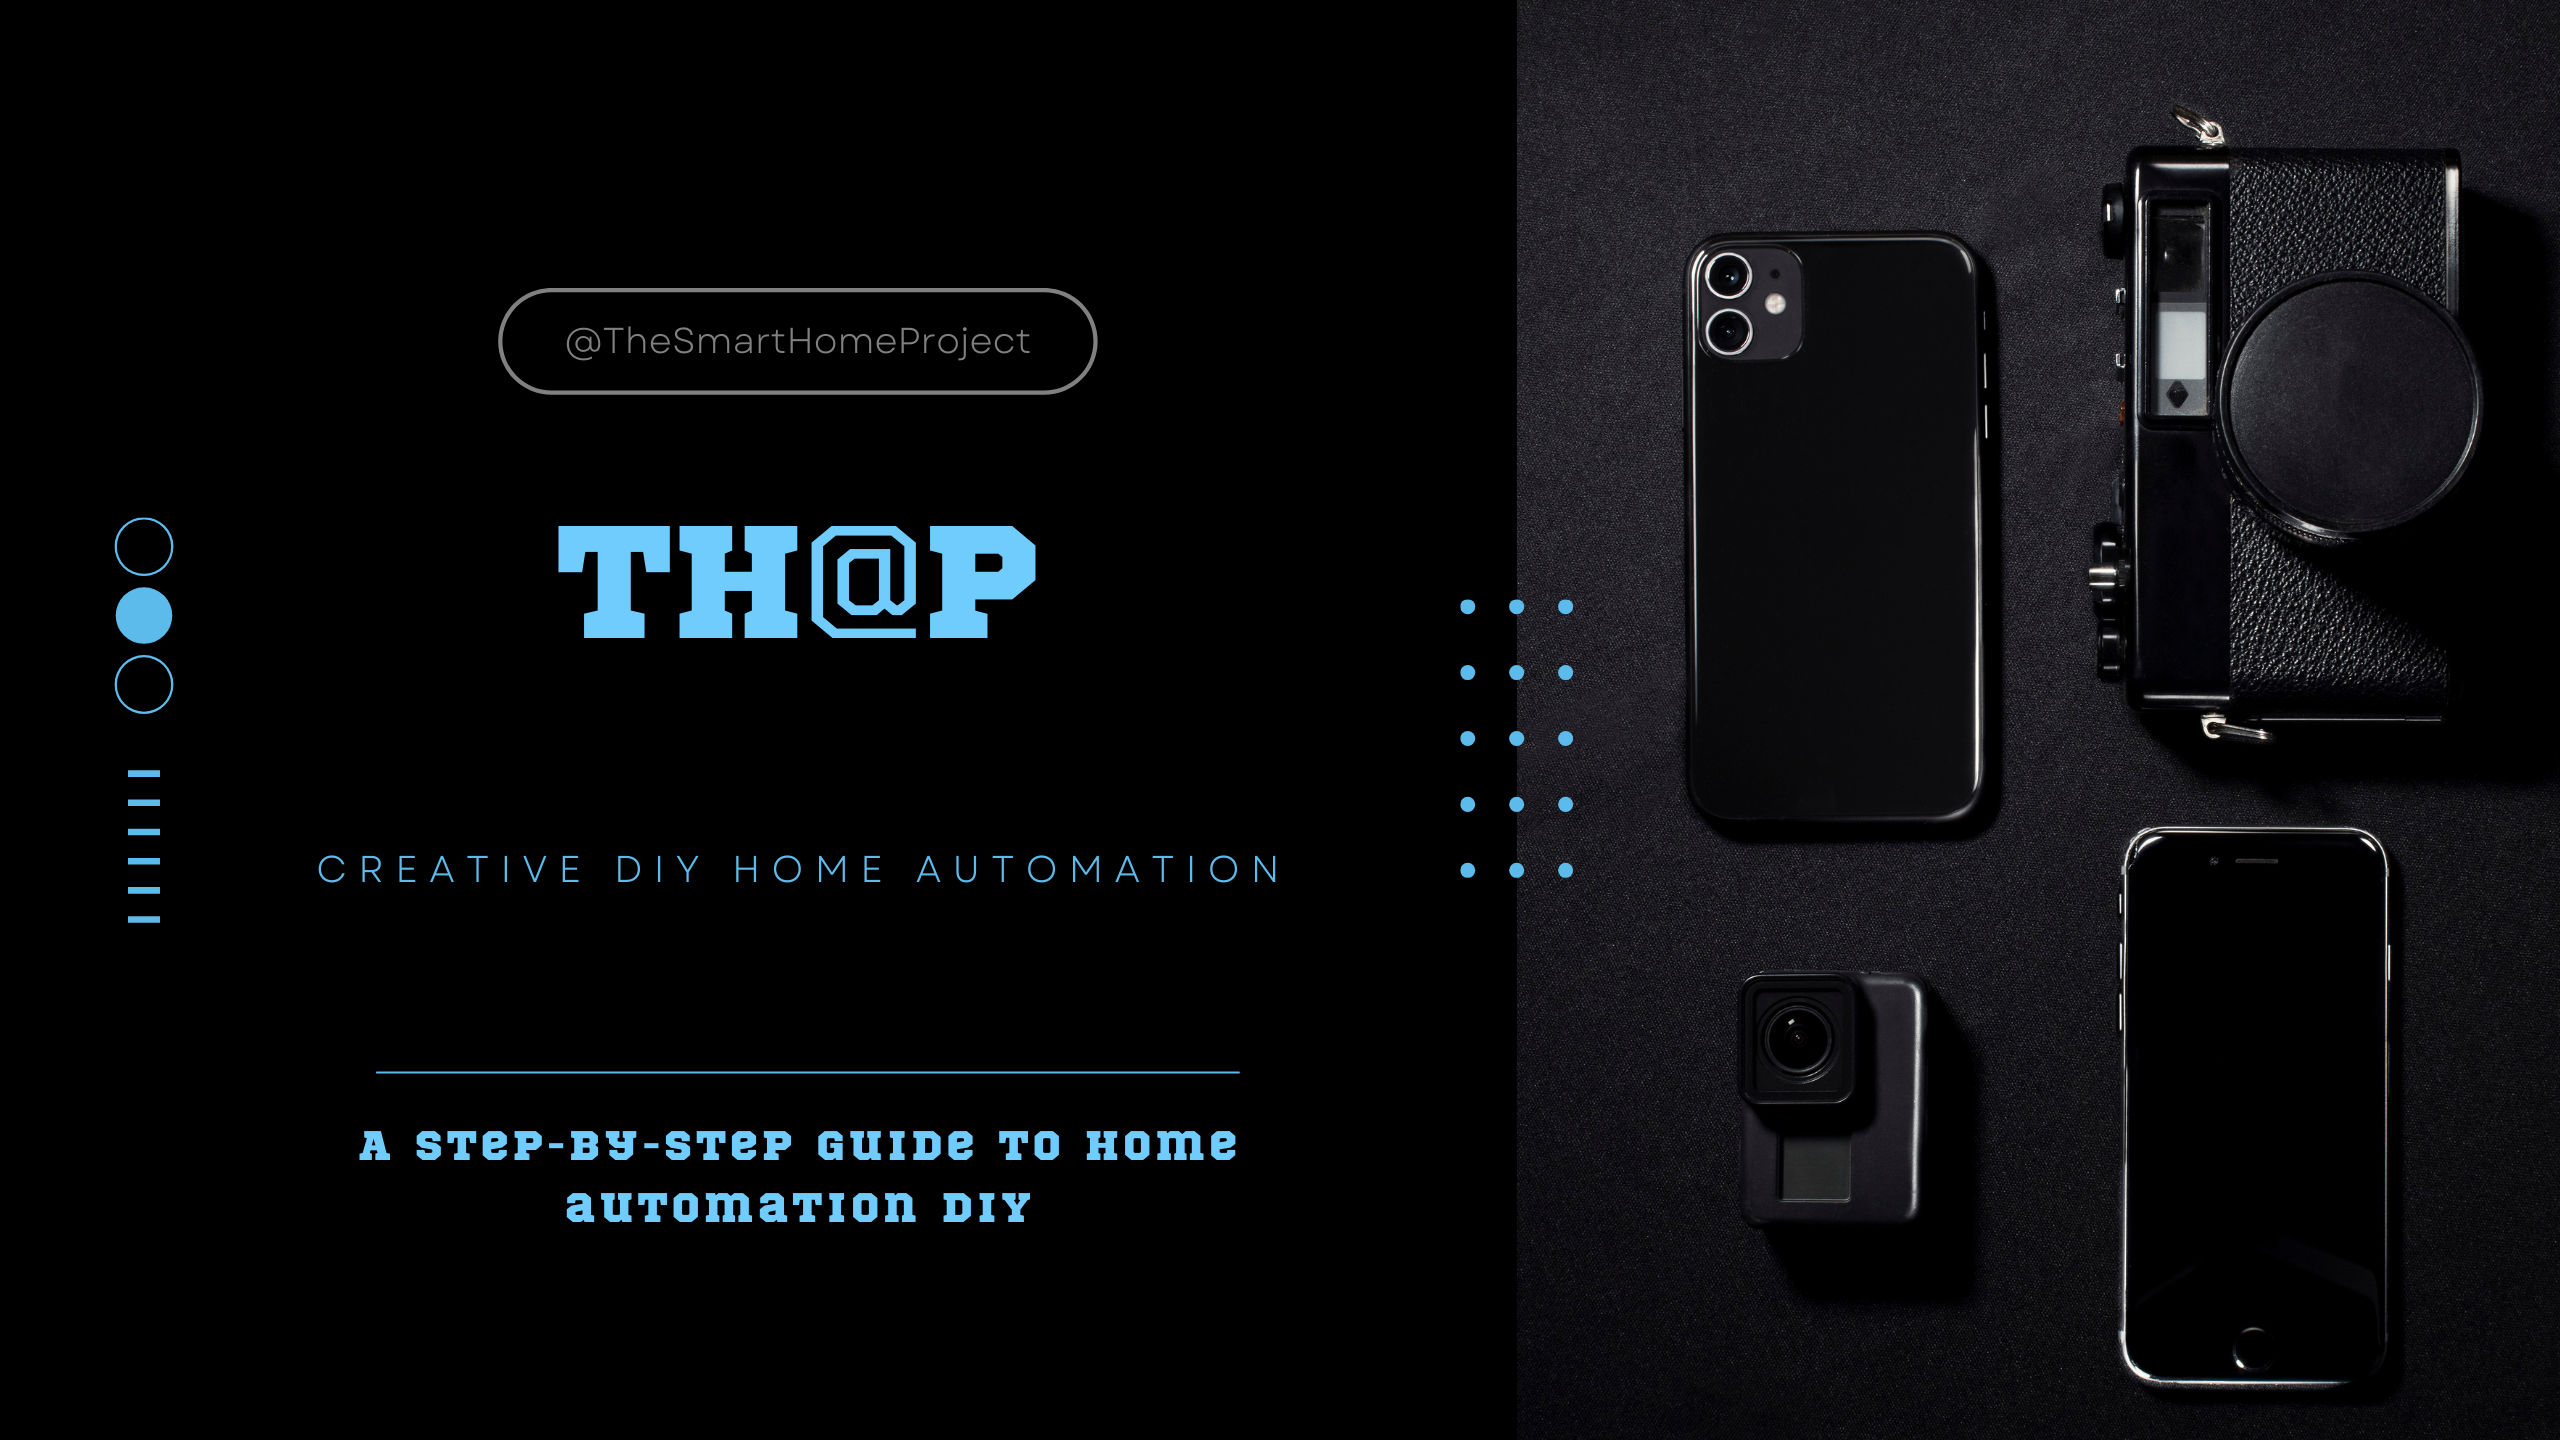 @TheSmartHomeProject
TH@P
CREATIVE DIY HOME AUTOMATION
A STeP-BY-STeP GUIDe TO HOme
aUTOmaTION DIY